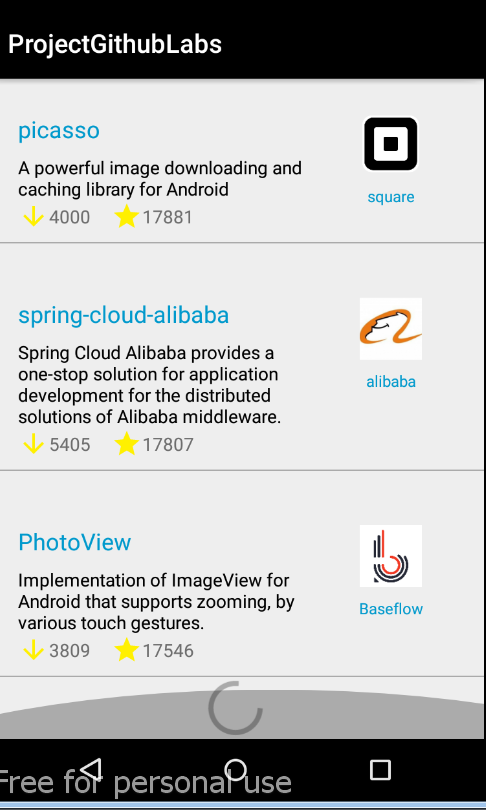 ProjectGithubLabs
picasso
A powerful image downloading and
caching library for Android
4000 17881
square
spring-cloud-alibaba
Spring Cloud Alibaba provides a
one-stop solution for application
development for the distributed
solutions of Alibaba middleware.
5405 17807
alibaba
PhotoView
Implementation of ImageView for
Android that supports zooming, by
various touch gestures.
3809 17546
Baseflow
Free for personal use